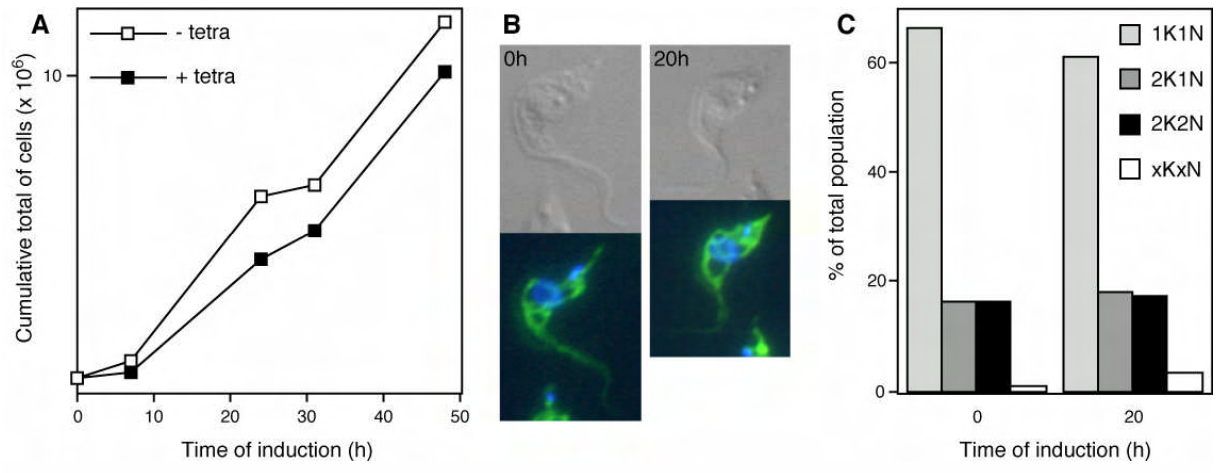 A
- tetra
+ tetra
Cumulative total of cells (x 10⁶)
10
0
10
20
30
40
50
Time of induction (h)
B
0h
20h
C
1K1N
2K1N
2K2N
xKxN
% of total population
60
40
20
0
0
20
Time of induction (h)